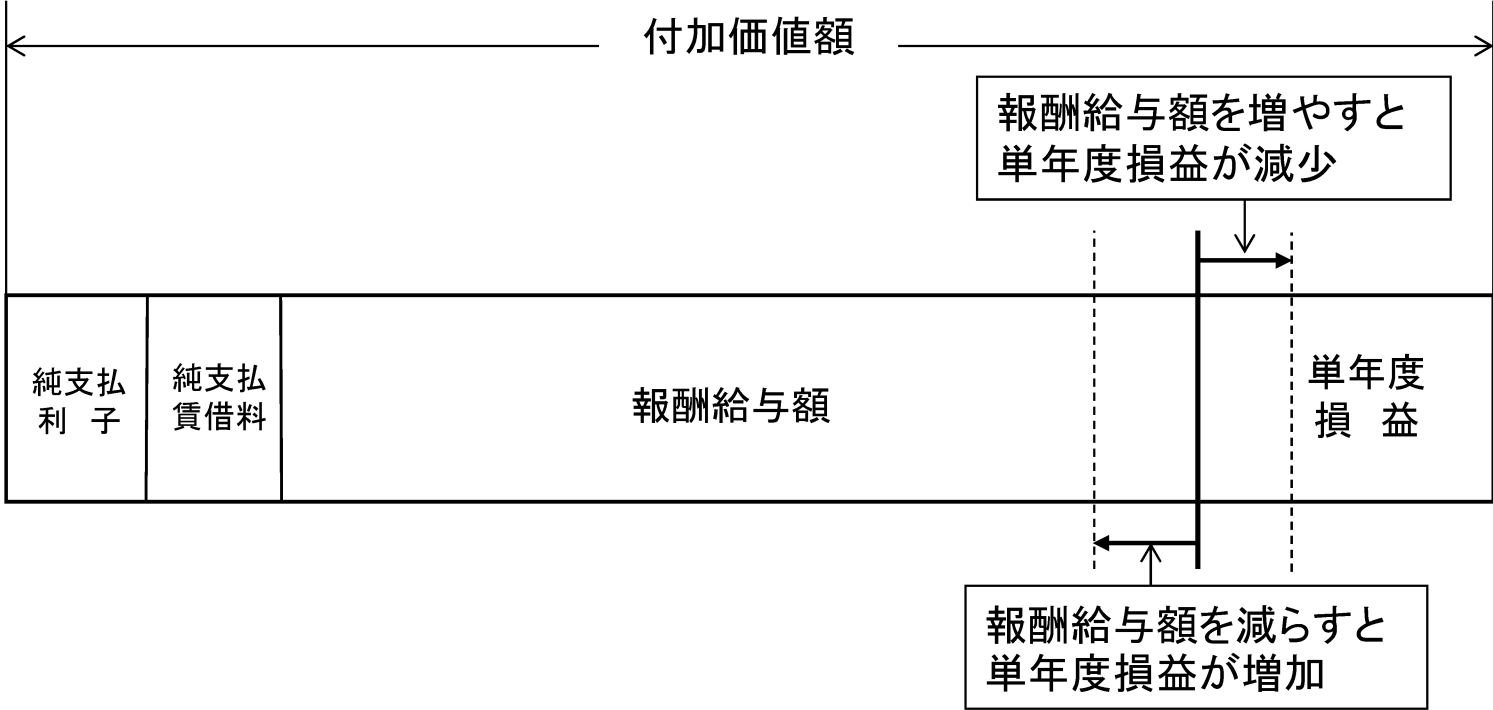 付加価値額
報酬給与額を増やすと
単年度損益が減少
純支払
利 子
純支払
賃借料
報酬給与額
単年度
損 益
報酬給与額を減らすと
単年度損益が増加